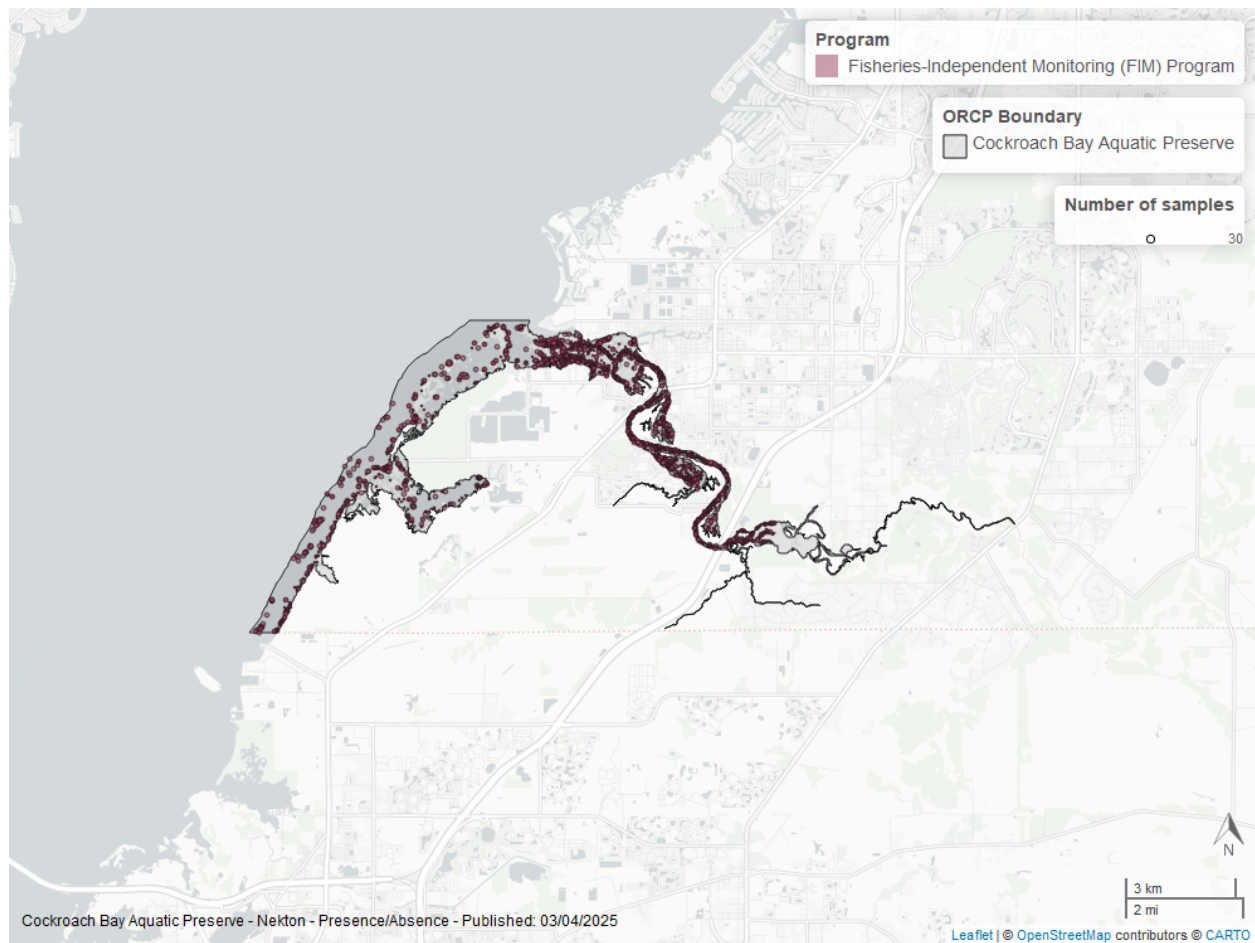 Program
Fisheries-Independent Monitoring (FIM) Program
ORCP Boundary
Cockroach Bay Aquatic Preserve
Number of samples
30
N
3 km
2 mi
Cockroach Bay Aquatic Preserve - Nekton - Presence/Absence - Published: 03/04/2025
Leaflet | © OpenStreetMap contributors © CARTO